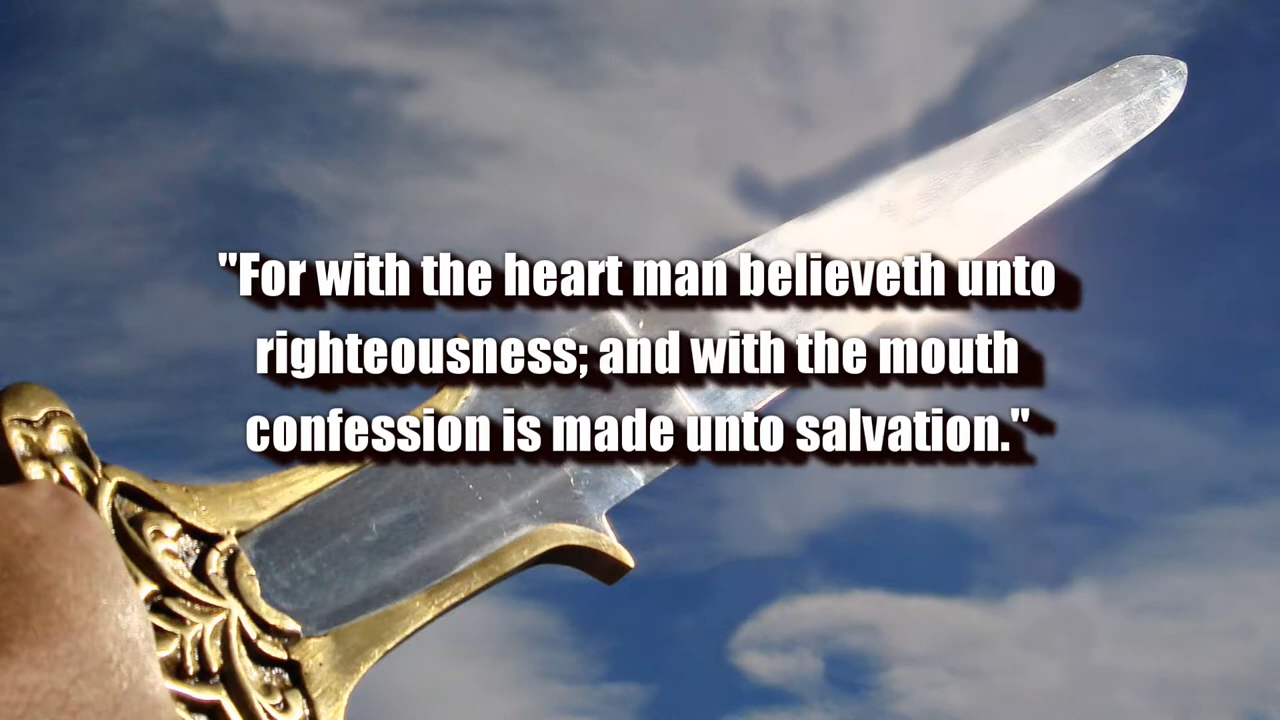 "For with the heart man believeth unto
righteousness; and with the mouth
confession is made unto salvation."